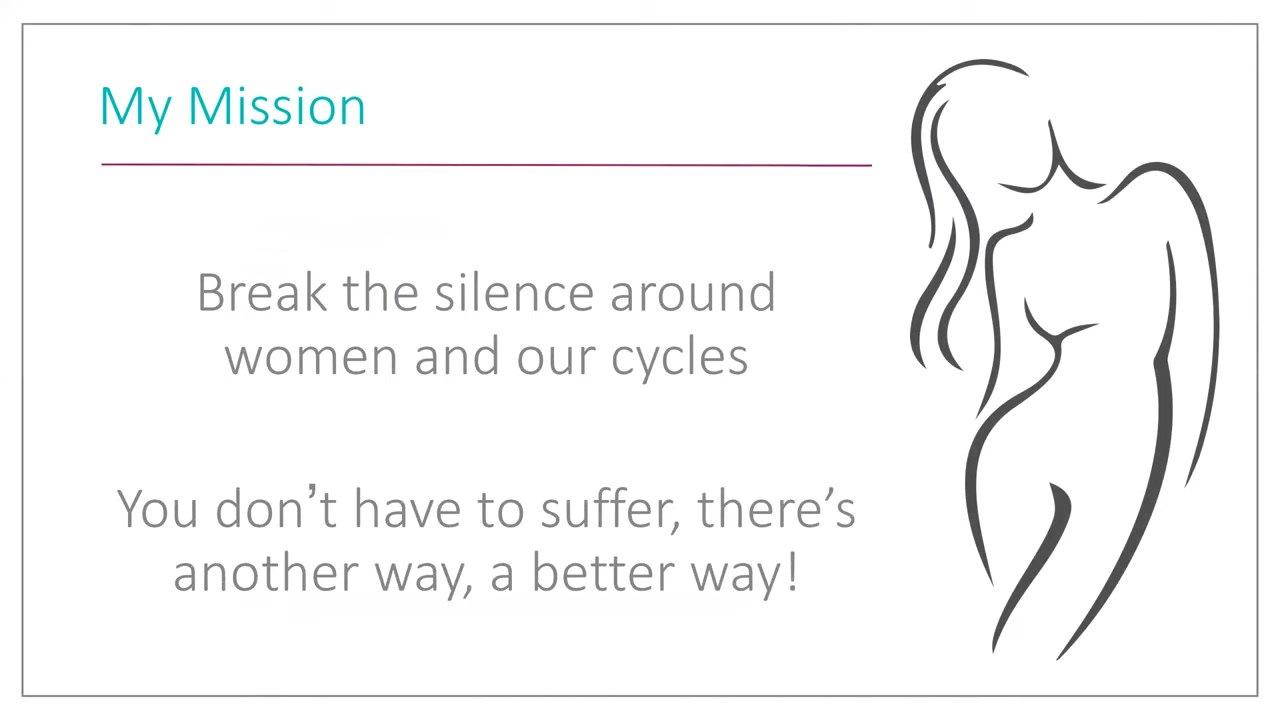 My Mission
Break the silence around
women and our cycles
You don’t have to suffer, there’s
another way, a better way!